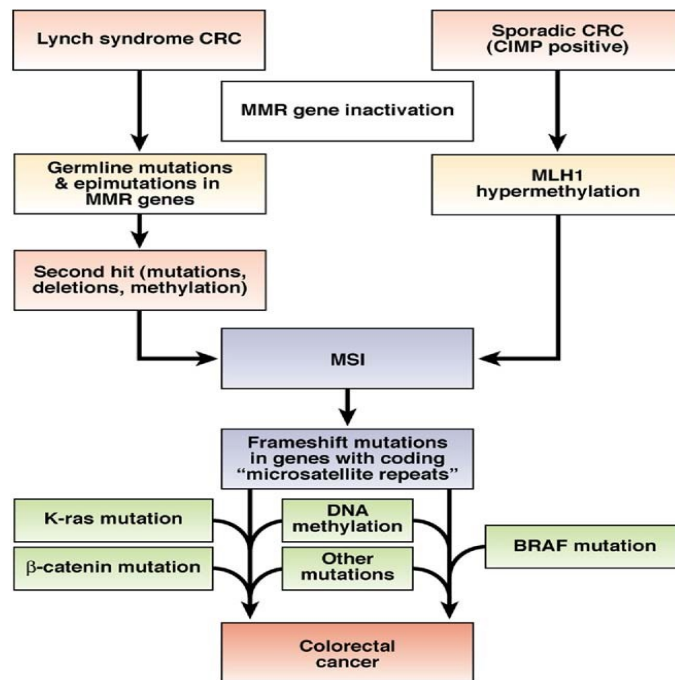 Lynch syndrome CRC
Sporadic CRC
(CIMP positive)
MMR gene inactivation
Germline mutations
& epimutations in
MMR genes
MLH1
hypermethylation
Second hit (mutations,
deletions, methylation)
MSI
Frameshift mutations
in genes with coding
“microsatellite repeats”
K-ras mutation
DNA
methylation
BRAF mutation
β-catenin mutation
Other
mutations
Colorectal
cancer